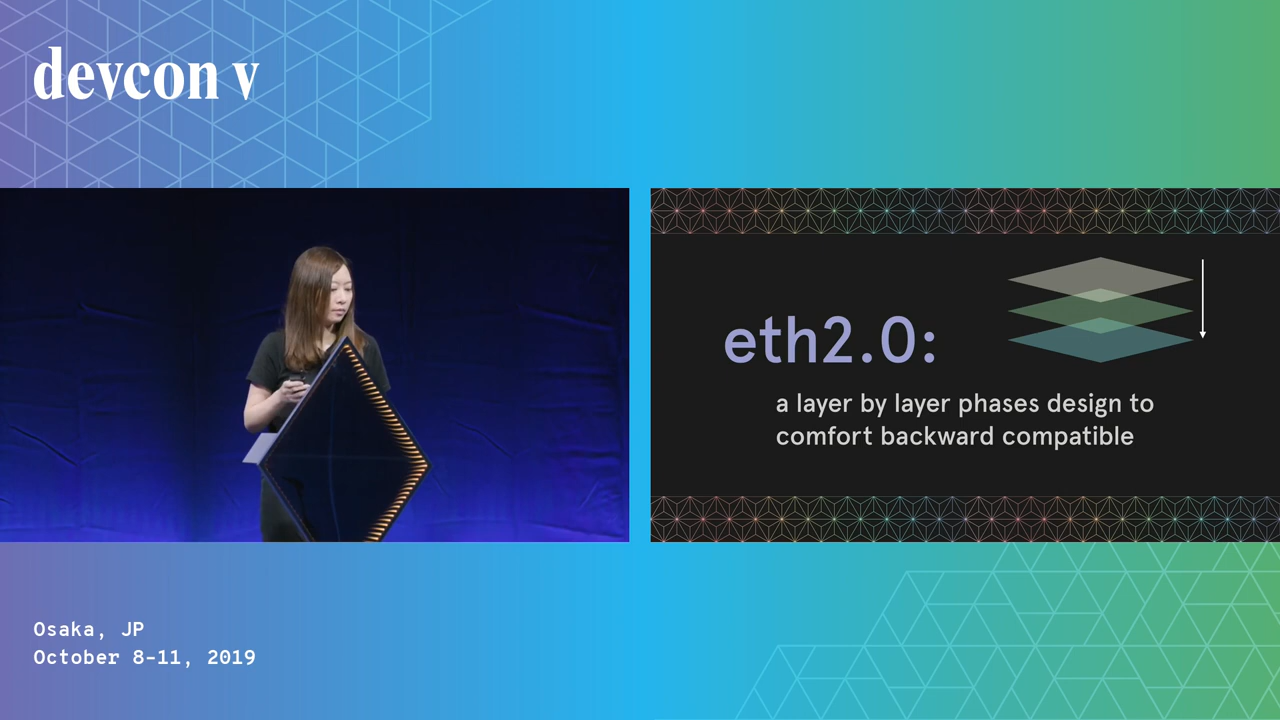 devcon v
eth2.0:
a layer by layer phases design to
comfort backward compatible
Osaka, JP
October 8-11, 2019